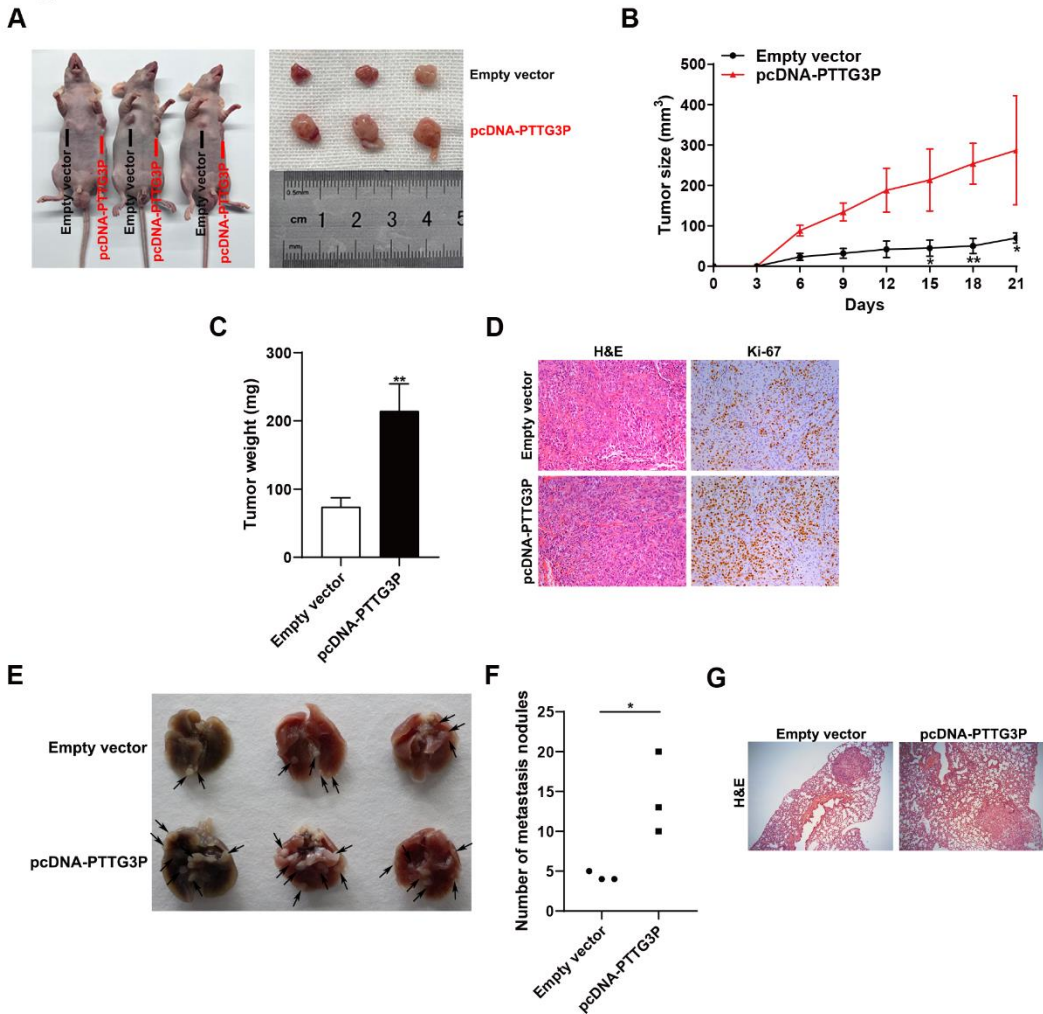 A
Empty vector
pcDNA-PTTG3P
Empty vector
pcDNA-PTTG3P
Empty vector
pcDNA-PTTG3P
Empty vector
pcDNA-PTTG3P
0.5mm
cm 1 2 3 4 5
mm
B
Empty vector
pcDNA-PTTG3P
Tumor size (mm³)
500
400
300
200
100
0
* ** *
0 3 6 9 12 15 18 21
Days
C
Tumor weight (mg)
300
200
100
0
**
Empty vector
pcDNA-PTTG3P
D
H&E Ki-67
Empty vector
pcDNA-PTTG3P
E
Empty vector
pcDNA-PTTG3P
F
Number of metastasis nodules
25
20
15
10
5
0
*
Empty vector
pcDNA-PTTG3P
G
Empty vector pcDNA-PTTG3P
H&E